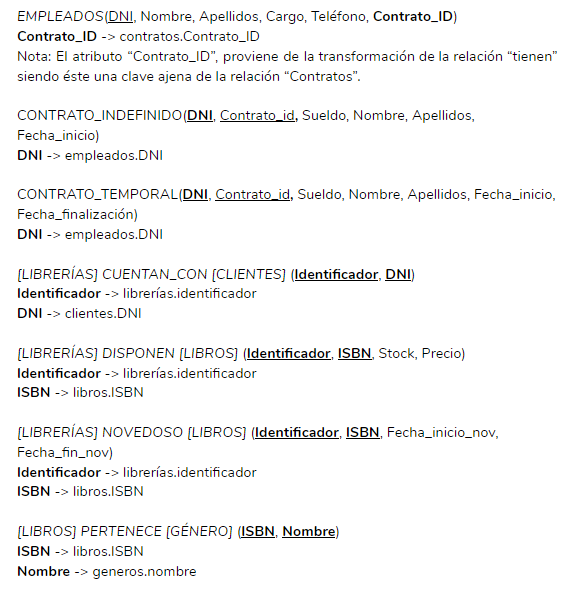 EMPLEADOS(DNI, Nombre, Apellidos, Cargo, Teléfono, Contrato_ID)
Contrato_ID -> contratos.Contrato_ID
Nota: El atributo “Contrato_ID”, proviene de la transformación de la relación “tienen”
siendo éste una clave ajena de la relación “Contratos”.
CONTRATO_INDEFINIDO(DNI, Contrato_id, Sueldo, Nombre, Apellidos,
Fecha_inicio)
DNI -> empleados.DNI
CONTRATO_TEMPORAL(DNI, Contrato_id, Sueldo, Nombre, Apellidos, Fecha_inicio,
Fecha_finalización)
DNI -> empleados.DNI
[LIBRERÍAS] CUENTAN_CON [CLIENTES] (Identificador, DNI)
Identificador -> librerías.identificador
DNI -> clientes.DNI
[LIBRERÍAS] DISPONEN [LIBROS] (Identificador, ISBN, Stock, Precio)
Identificador -> librerías.identificador
ISBN -> libros.ISBN
[LIBRERÍAS] NOVEDOSO [LIBROS] (Identificador, ISBN, Fecha_inicio_nov,
Fecha_fin_nov)
Identificador -> librerías.identificador
ISBN -> libros.ISBN
[LIBROS] PERTENECE [GÉNERO] (ISBN, Nombre)
ISBN -> libros.ISBN
Nombre -> generos.nombre